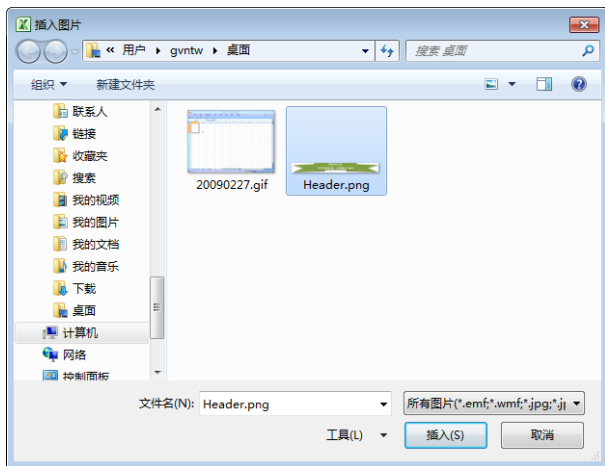 插入图片
« 用户 ▸ gvntw ▸ 桌面
搜索 桌面
组织 ▼ 新建文件夹
联系人
链接
收藏夹
搜索
我的视频
我的图片
我的文档
我的音乐
下载
桌面
计算机
网络
控制面板
20090227.gif
Header.png
文件名(N): Header.png
所有图片(*.emf;*.wmf;*.jpg;*.jp
工具(L) ▼ 插入(S) 取消